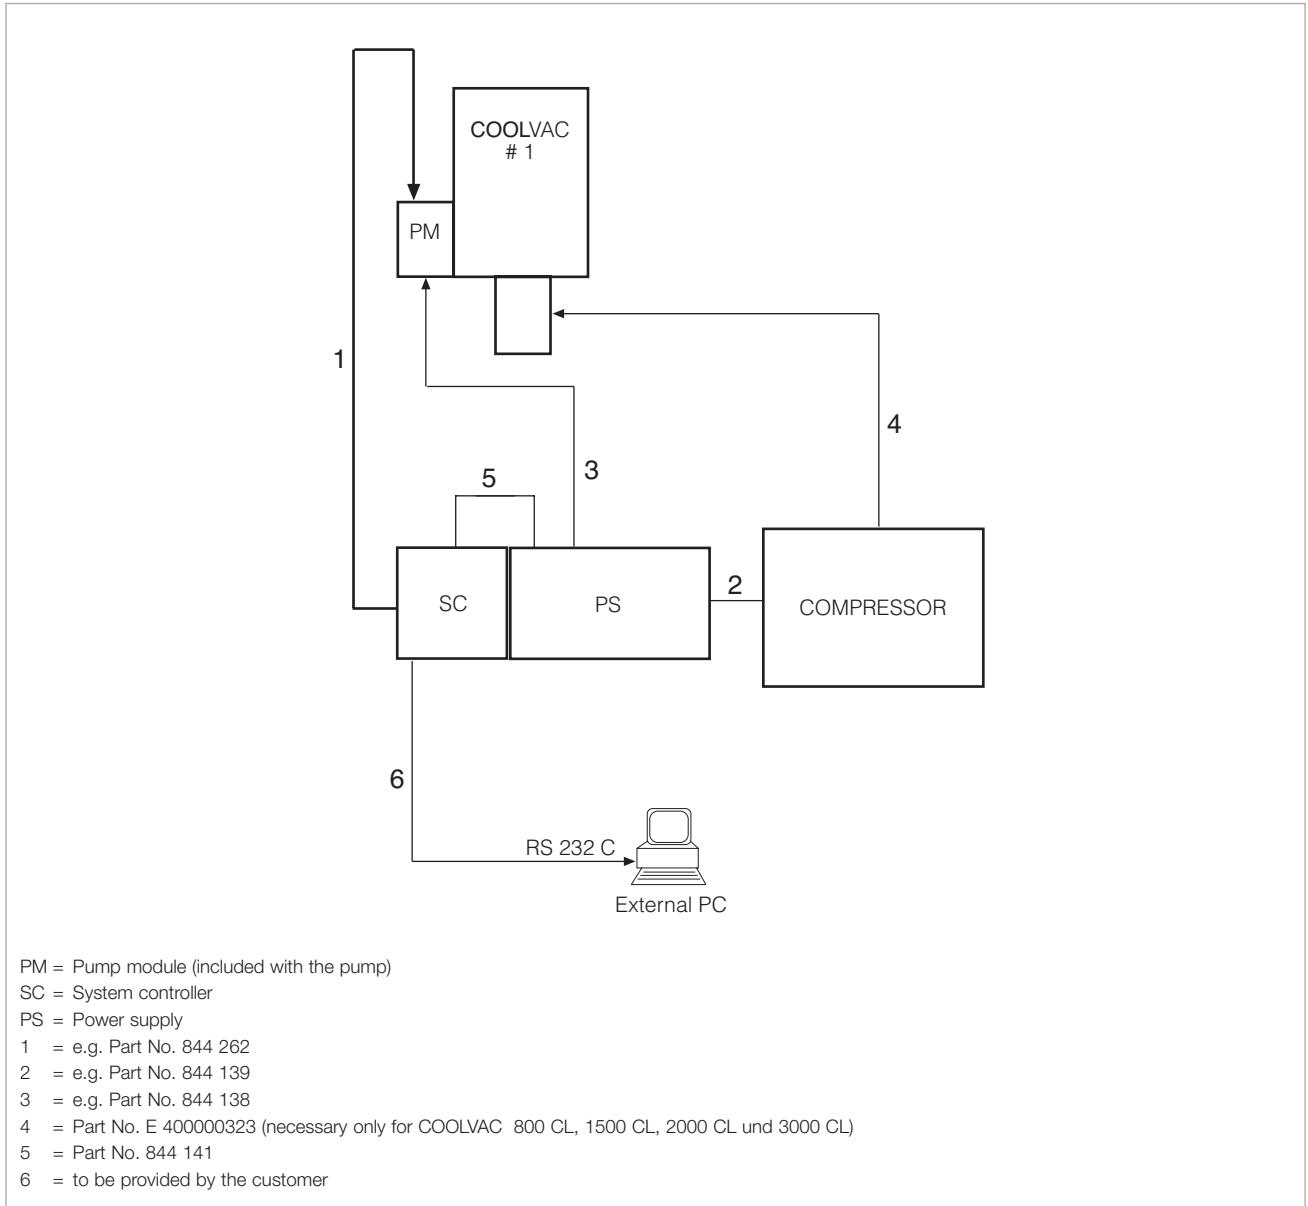 COOLVAC
# 1
PM
1
4
3
5
2
SC
PS
COMPRESSOR
6
RS 232 C
External PC
PM = Pump module (included with the pump)
SC = System controller
PS = Power supply
1 = e.g. Part No. 844 262
2 = e.g. Part No. 844 139
3 = e.g. Part No. 844 138
4 = Part No. E 400000323 (necessary only for COOLVAC 800 CL, 1500 CL, 2000 CL und 3000 CL)
5 = Part No. 844 141
6 = to be provided by the customer